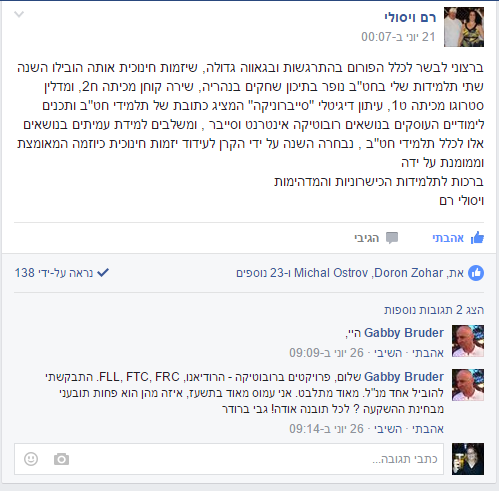 רם ויסולי
21 יוני ב-00:07
ברצוני לבשר לכלל הפורום בהתרגשות ובגאווה גדולה, שיזמות חינוכית אותה הובילו השנה
שתי תלמידות שלי בחט"ב נופר בתיכון שחקים בנהריה, שירה קוחן מכיתה ח2, ומדלין
סטרוגו מכיתה ט1, עיתון דיגיטלי "סייברוניקה" המציג כתובת של תלמידי חט"ב ותכנים
לימודיים העוסקים בנושאים רובוטיקה אינטרנט וסייבר , ומשלבים למידת עמיתים בנושאים
אלו לכלל תלמידי חט"ב , נבחרה השנה על ידי הקרן לעידוד יזמות חינוכית כיוזמה המאומצת
וממומנת על ידה
ברכות לתלמידות הכישרוניות והמדהימות
ויסולי רם
אהבתי הגיבי
את, Michal Ostrov ,Doron Zohar ו-23 נוספים נראה על-ידי 138
הצג 2 תגובות נוספות
Gabby Bruder היי,
אהבתי · השיבי · 26 יוני ב-09:09
Gabby Bruder שלום, פרויקטים ברובוטיקה - הרודיאנו, FLL, FTC, FRC. התבקשתי
להוביל אחד מנ"ל. מאוד מתלבט. אני עמוס מאוד בתשעז, איזה מהן הוא פחות תובעני
מבחינת ההשקעה? לכל תובנה אודה! גבי ברודר
אהבתי · השיבי · 26 יוני ב-09:14
כתבי תגובה...